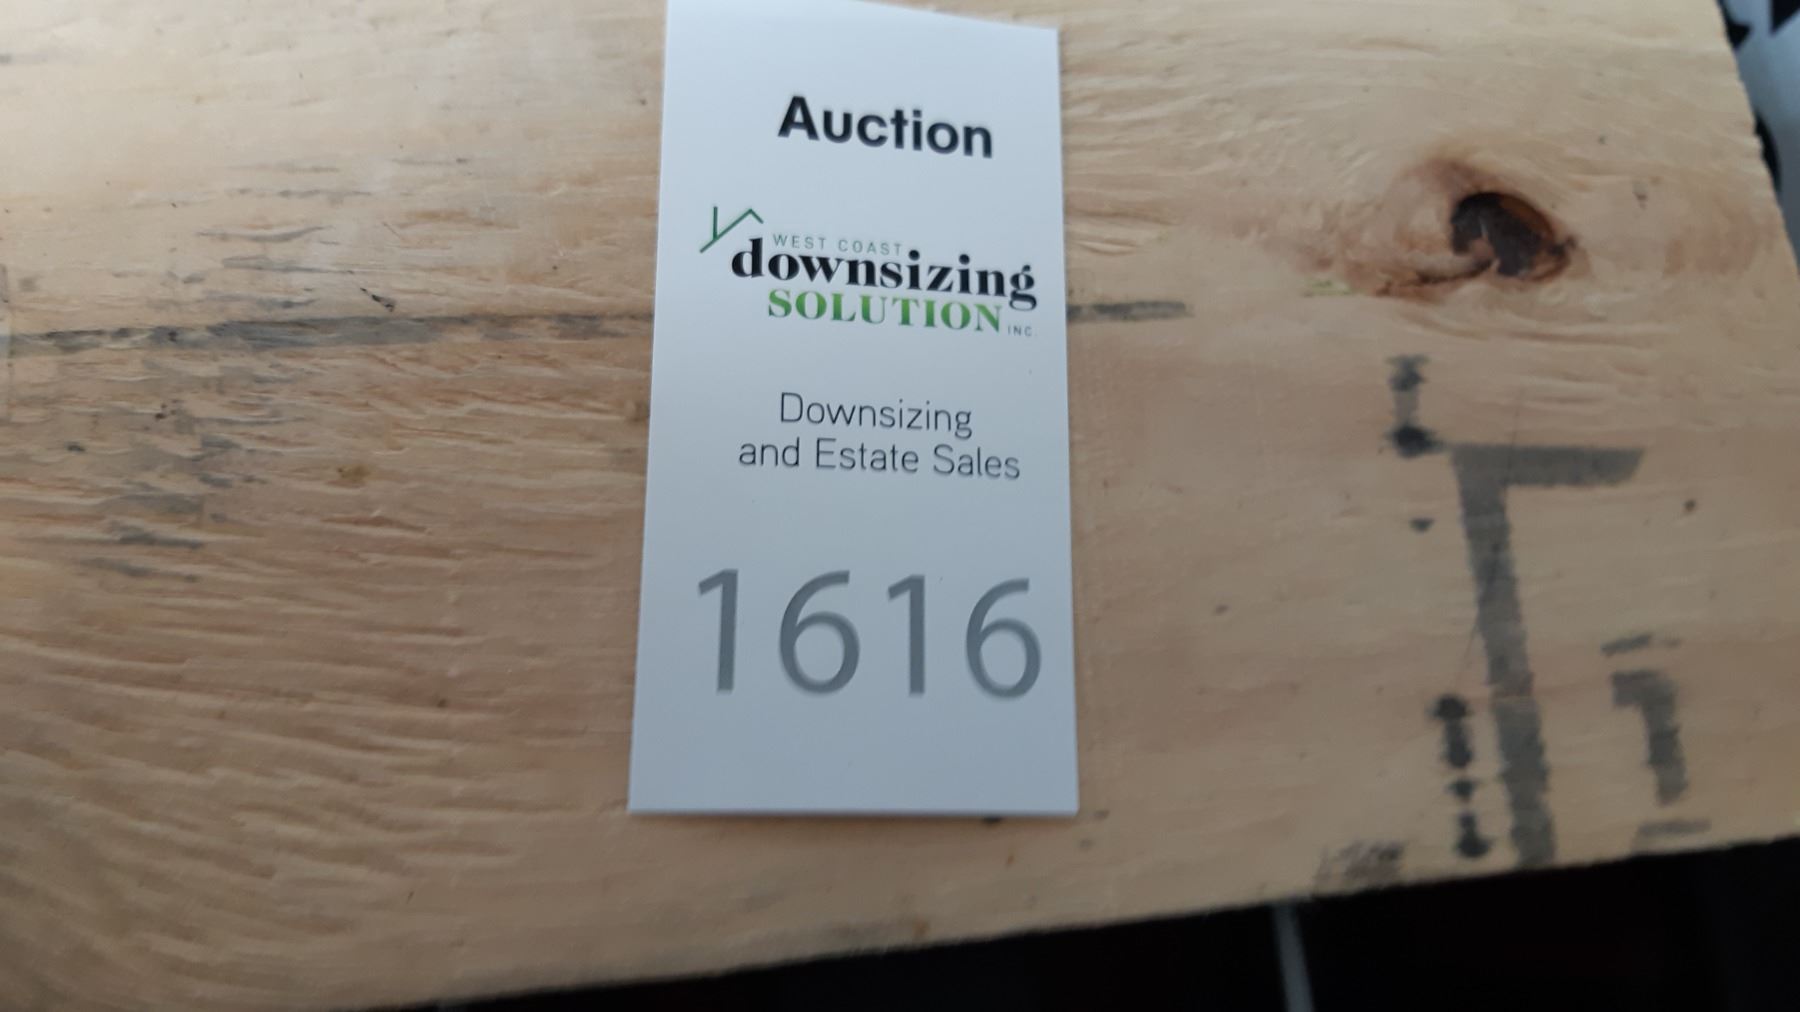 Auction
WEST COAST
downsizing
SOLUTION INC.
Downsizing
and Estate Sales
1616